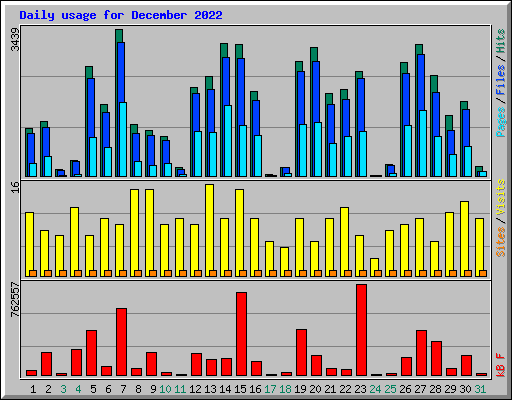 Daily usage for December 2022
3439
Pages / Files / Hits
16
Sites / Visits
762557
kB F
1 2 3 4 5 6 7 8 9 10 11 12 13 14 15 16 17 18 19 20 21 22 23 24 25 26 27 28 29 30 31